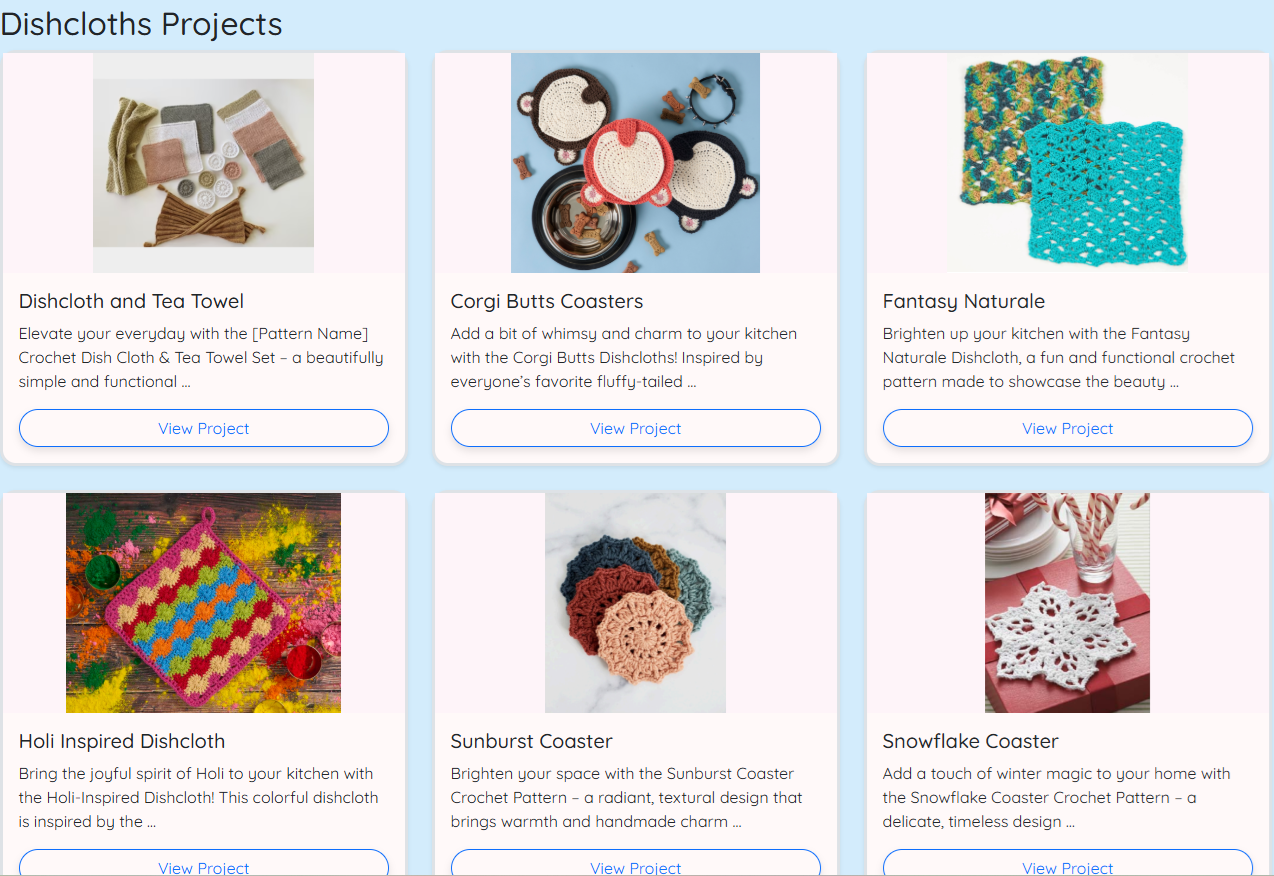 Dishcloths Projects
Dishcloth and Tea Towel
Elevate your everyday with the [Pattern Name]
Crochet Dish Cloth & Tea Towel Set – a beautifully
simple and functional ...
View Project
Corgi Butts Coasters
Add a bit of whimsy and charm to your kitchen
with the Corgi Butts Dishcloths! Inspired by
everyone’s favorite fluffy-tailed ...
View Project
Fantasy Naturale
Brighten up your kitchen with the Fantasy
Naturale Dishcloth, a fun and functional crochet
pattern made to showcase the beauty ...
View Project
Holi Inspired Dishcloth
Bring the joyful spirit of Holi to your kitchen with
the Holi-Inspired Dishcloth! This colorful dishcloth
is inspired by the ...
View Project
Sunburst Coaster
Brighten your space with the Sunburst Coaster
Crochet Pattern – a radiant, textural design that
brings warmth and handmade charm ...
View Project
Snowflake Coaster
Add a touch of winter magic to your home with
the Snowflake Coaster Crochet Pattern – a
delicate, timeless design ...
View Project